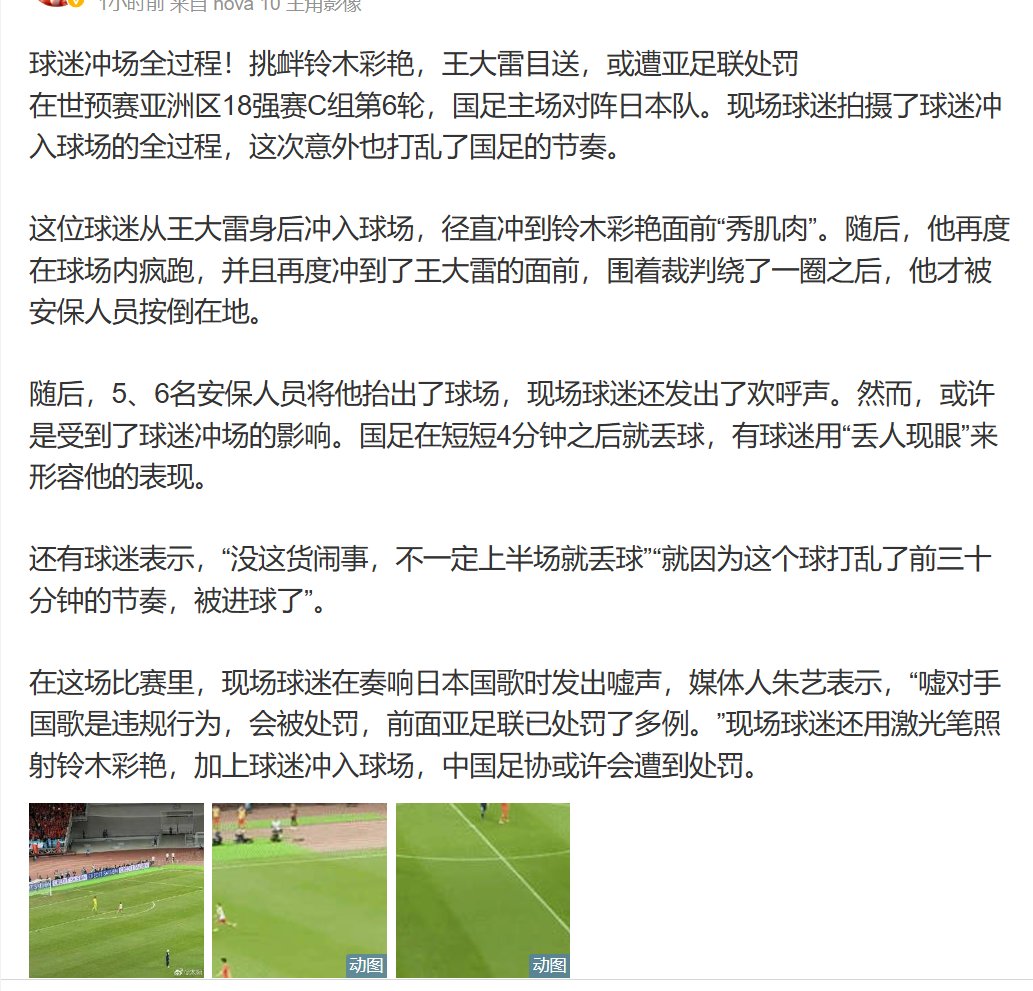 1小时前 来自 nova 10 主角影像
球迷冲场全过程！挑衅铃木彩艳，王大雷目送，或遭亚足联处罚
在世预赛亚洲区18强赛C组第6轮，国足主场对阵日本队。现场球迷拍摄了球迷冲
入球场的全过程，这次意外也打乱了国足的节奏。
这位球迷从王大雷身后冲入球场，径直冲到铃木彩艳面前“秀肌肉”。随后，他再度
在球场内疯跑，并且再度冲到了王大雷的面前，围着裁判绕了一圈之后，他才被
安保人员按倒在地。
随后，5、6名安保人员将他抬出了球场，现场球迷还发出了欢呼声。然而，或许
是受到了球迷冲场的影响。国足在短短4分钟之后就丢球，有球迷用“丢人现眼”来
形容他的表现。
还有球迷表示，“没这货闹事，不一定上半场就丢球”“就因为这个球打乱了前三十
分钟的节奏，被进球了”。
在这场比赛里，现场球迷在奏响日本国歌时发出嘘声，媒体人朱艺表示，“嘘对手
国歌是违规行为，会被处罚，前面亚足联已处罚了多例。”现场球迷还用激光笔照
射铃木彩艳，加上球迷冲入球场，中国足协或许会遭到处罚。
动图
动图